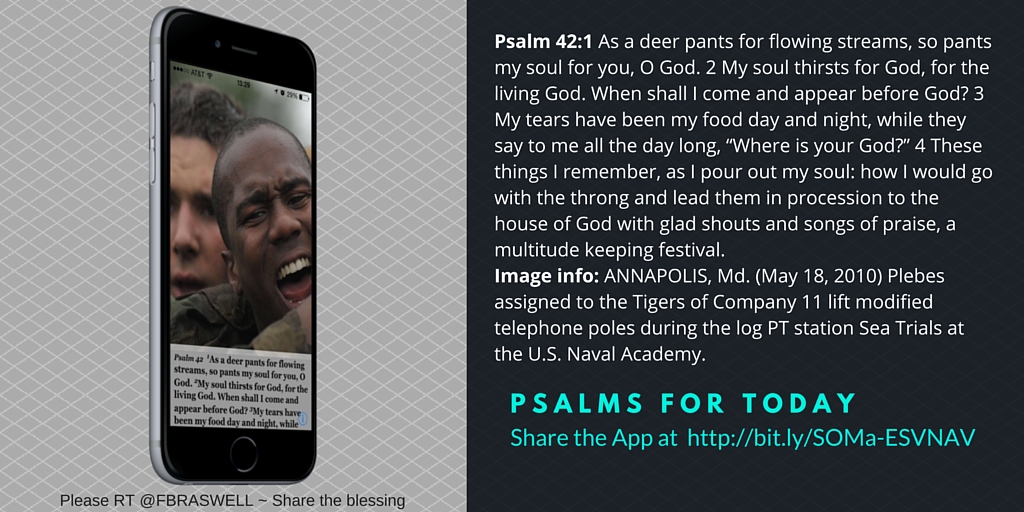 AT&T 13:29 29%
Psalm 42 ¹As a deer pants for flowing
streams, so pants my soul for you, O
God. ²My soul thirsts for God, for the
living God. When shall I come and
appear before God? ³My tears have
been my food day and night, while
Please RT @FBRASWELL ~ Share the blessing
Psalm 42:1 As a deer pants for flowing streams, so pants
my soul for you, O God. 2 My soul thirsts for God, for the
living God. When shall I come and appear before God? 3
My tears have been my food day and night, while they
say to me all the day long, “Where is your God?” 4 These
things I remember, as I pour out my soul: how I would go
with the throng and lead them in procession to the
house of God with glad shouts and songs of praise, a
multitude keeping festival.
Image info: ANNAPOLIS, Md. (May 18, 2010) Plebes
assigned to the Tigers of Company 11 lift modified
telephone poles during the log PT station Sea Trials at
the U.S. Naval Academy.
PSALMS FOR TODAY
Share the App at http://bit.ly/SOMa-ESVNAV